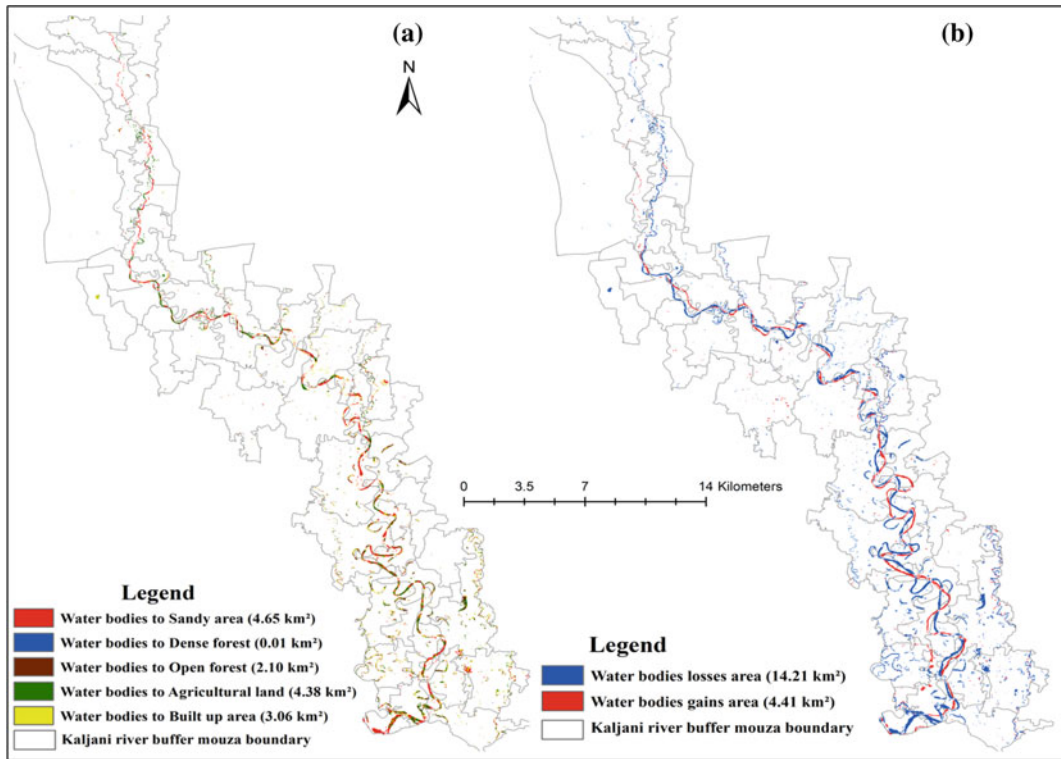 (a)
N
(b)
0 3.5 7 14 Kilometers
Legend
Water bodies to Sandy area (4.65 km²)
Water bodies to Dense forest (0.01 km²)
Water bodies to Open forest (2.10 km²)
Water bodies to Agricultural land (4.38 km²)
Water bodies to Built up area (3.06 km²)
Kaljani river buffer mouza boundary
Legend
Water bodies losses area (14.21 km²)
Water bodies gains area (4.41 km²)
Kaljani river buffer mouza boundary